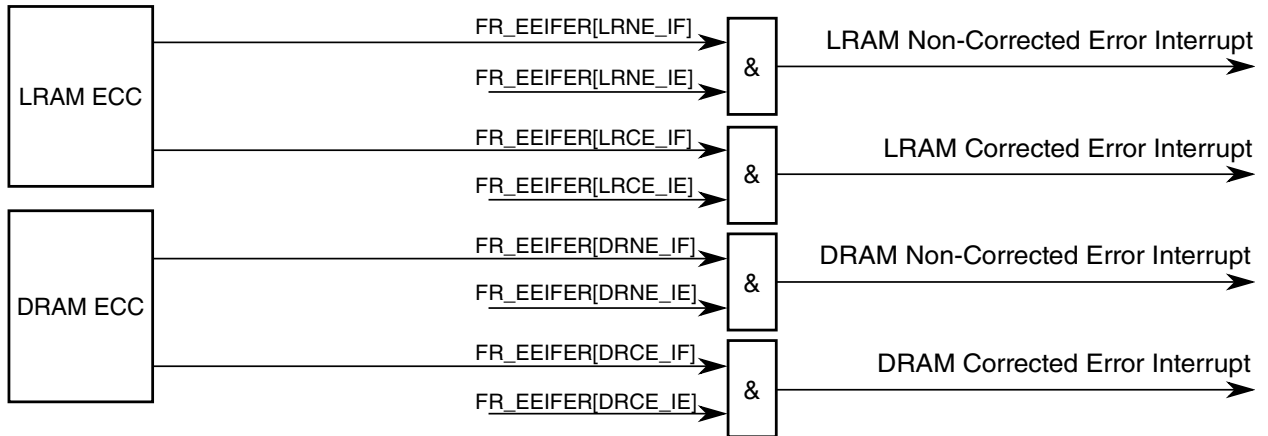 FR_EEIFER[LRNE_IF]
LRAM Non-Corrected Error Interrupt
&
FR_EEIFER[LRNE_IE]
LRAM ECC
FR_EEIFER[LRCE_IF]
LRAM Corrected Error Interrupt
&
FR_EEIFER[LRCE_IE]
FR_EEIFER[DRNE_IF]
DRAM Non-Corrected Error Interrupt
&
FR_EEIFER[DRNE_IE]
DRAM ECC
FR_EEIFER[DRCE_IF]
DRAM Corrected Error Interrupt
&
FR_EEIFER[DRCE_IE]